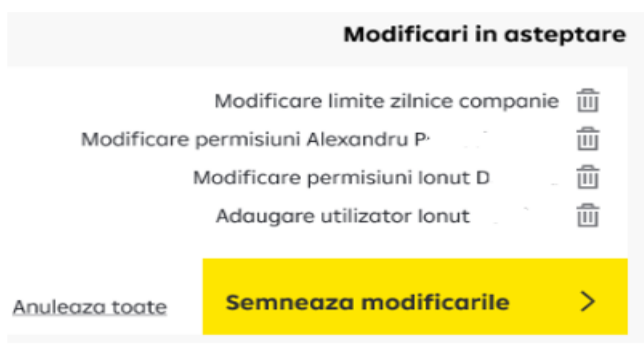 Modificari in asteptare
Modificare limite zilnice companie
Modificare permisiuni Alexandru P
Modificare permisiuni Ionut D
Adaugare utilizator Ionut
Anuleaza toate
Semneaza modificarile